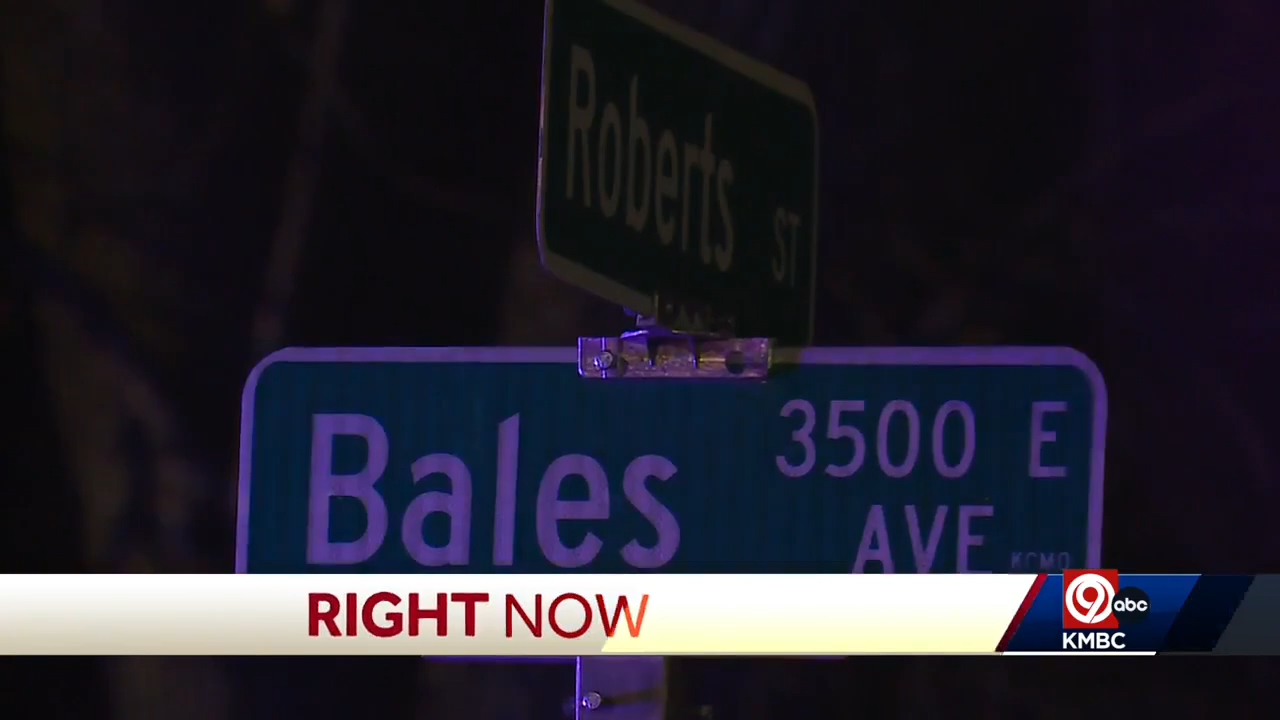 Roberts ST
3500 E
Bales AVE
KCMO
RIGHT NOW
9 abc
KMBC